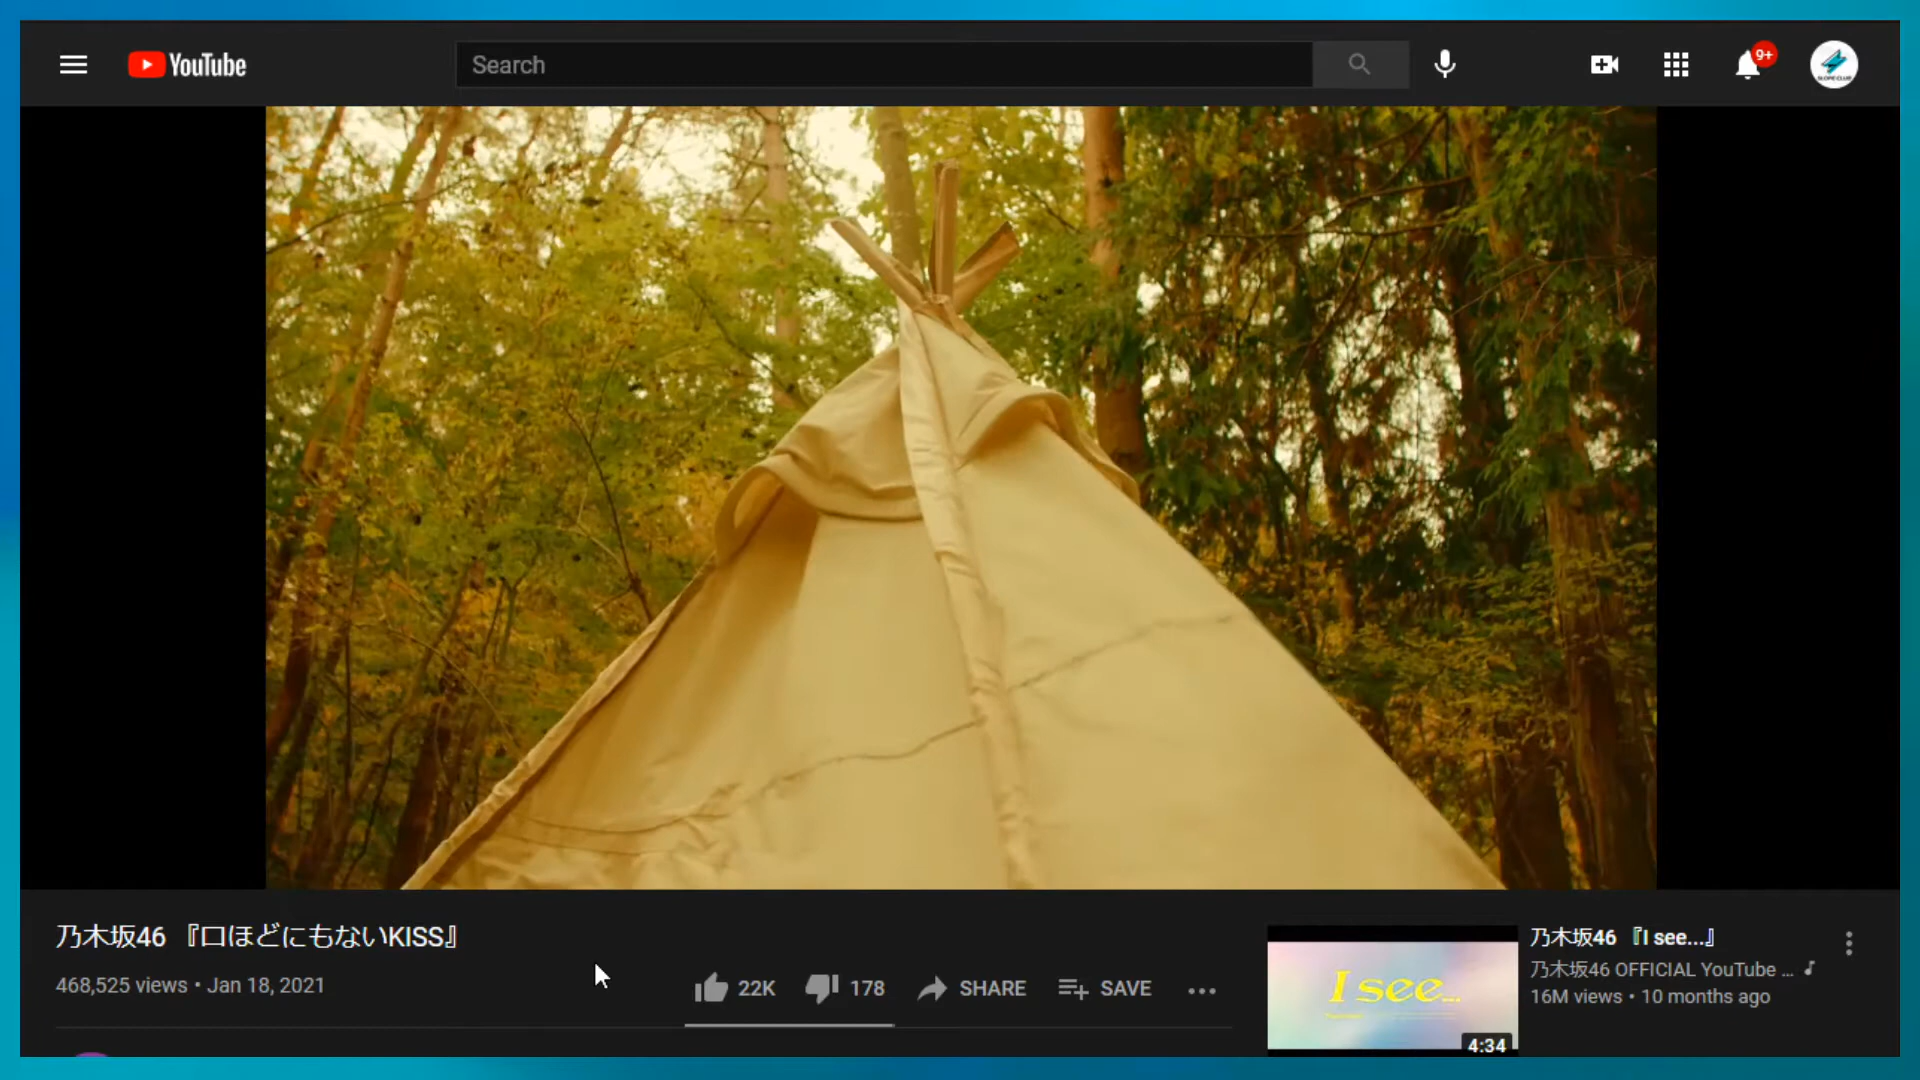 YouTube
Search
9+
乃木坂46 『口ほどにもないKISS』
468,525 views • Jan 18, 2021
22K
178
SHARE
SAVE
I see...
4:34
乃木坂46 『I see...』
乃木坂46 OFFICIAL YouTube ...
16M views • 10 months ago